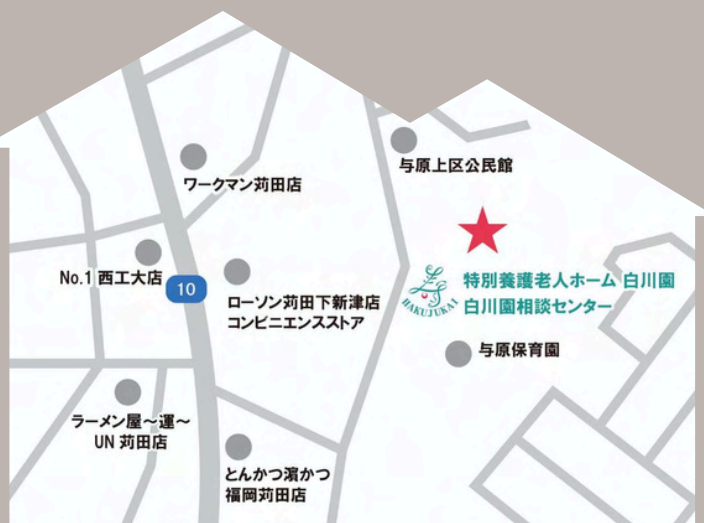 与原上区公民館
ワークマン苅田店
No.1 西工大店
10
ローソン苅田下新津店
コンビニエンスストア
HAKUJUKAI
特別養護老人ホーム 白川園
白川園相談センター
与原保育園
ラーメン屋～運～
UN 苅田店
とんかつ濵かつ
福岡苅田店